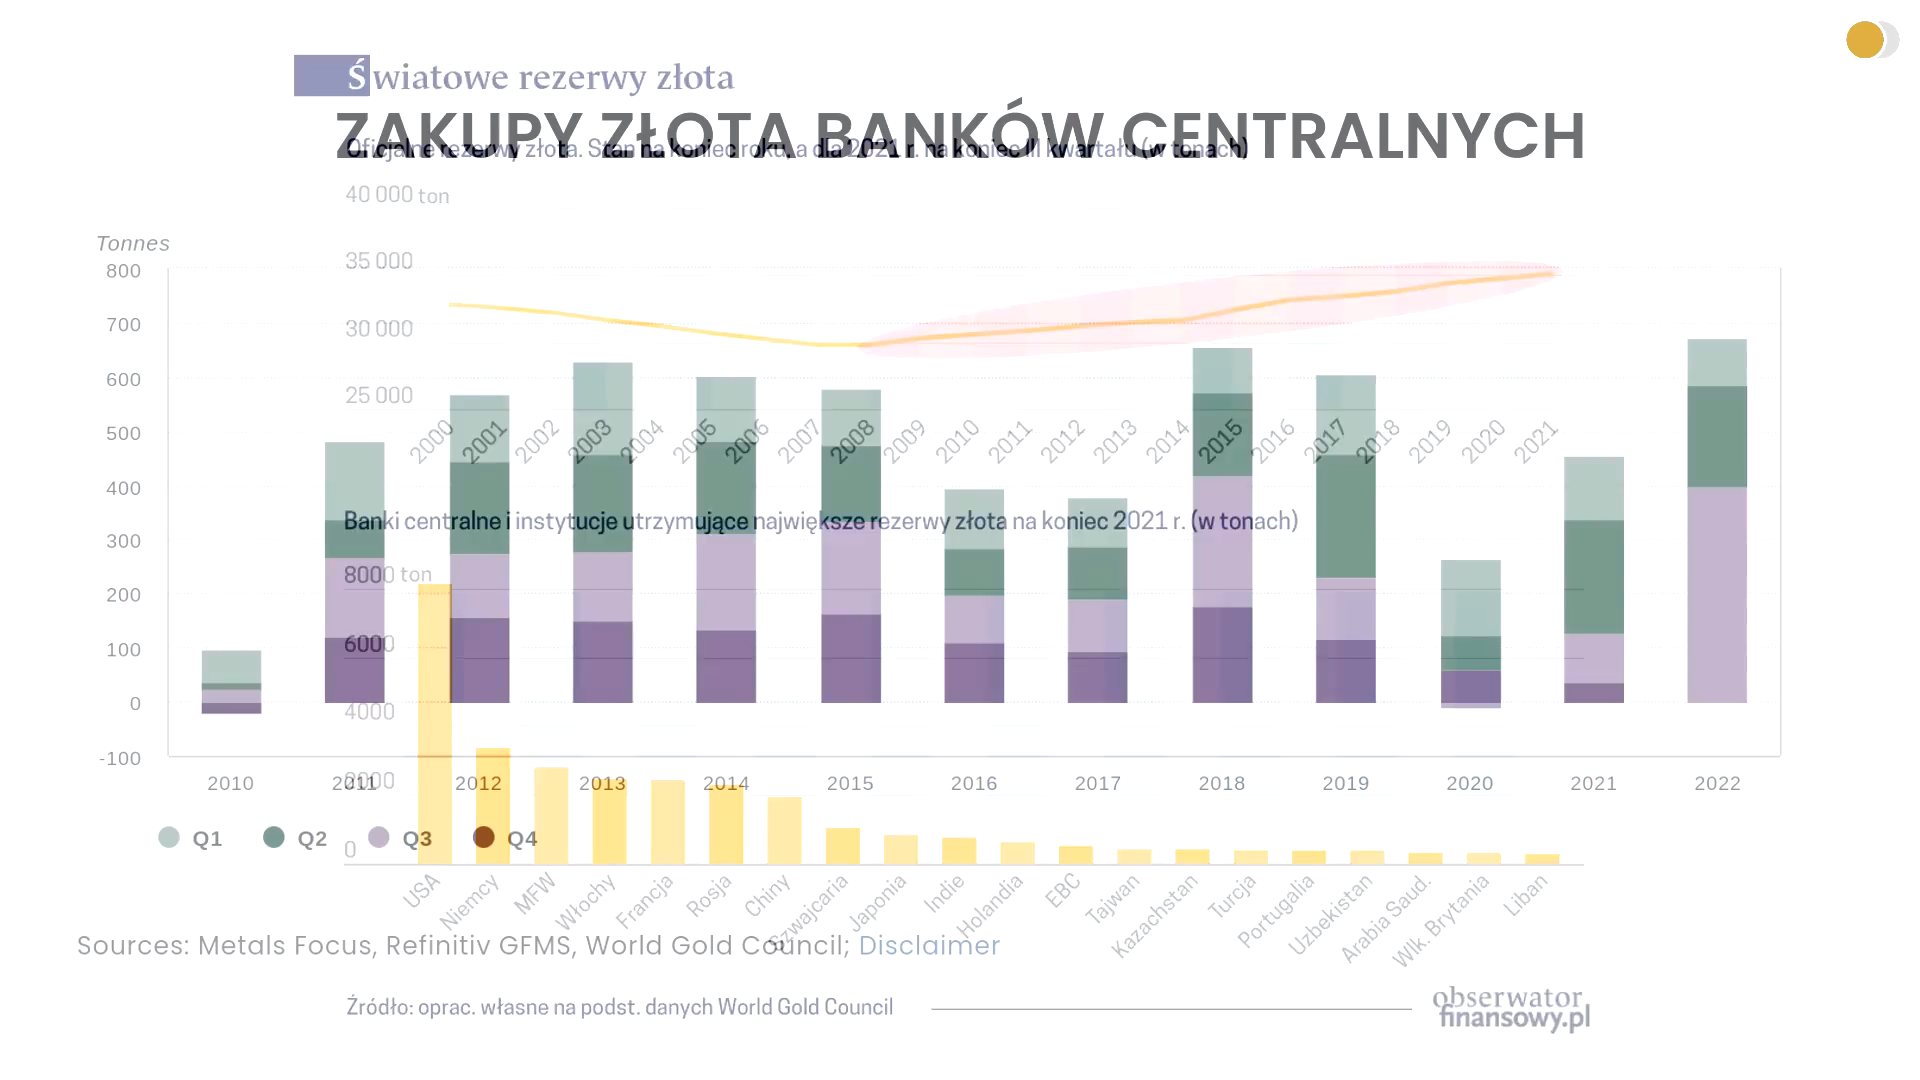 Światowe rezerwy złota
ZAKUPY ZŁOTA BANKÓW CENTRALNYCH
Oficjalne rezerwy złota. Stan na koniec roku, a dla 2021 r. na koniec III kwartału (w tonach)
40 000 ton
35 000
30 000
25 000
2000 2001 2002 2003 2004 2005 2006 2007 2008 2009 2010 2011 2012 2013 2014 2015 2016 2017 2018 2019 2020 2021
Tonnes
800
700
600
500
400
300
200
100
0
-100
2010 2011 2012 2013 2014 2015 2016 2017 2018 2019 2020 2021 2022
Q1 Q2 Q3 Q4
Banki centralne i instytucje utrzymujące największe rezerwy złota na koniec 2021 r. (w tonach)
8000 ton
6000
4000
2000
0
USA Niemcy MFW Włochy Francja Rosja Chiny Szwajcaria Japonia Indie Holandia EBC Tajwan Kazachstan Turcja Portugalia Uzbekistan Arabia Saud. Wlk. Brytania Liban
Sources: Metals Focus, Refinitiv GFMS, World Gold Council; Disclaimer
Źródło: oprac. własne na podst. danych World Gold Council
obserwator
finansowy.pl